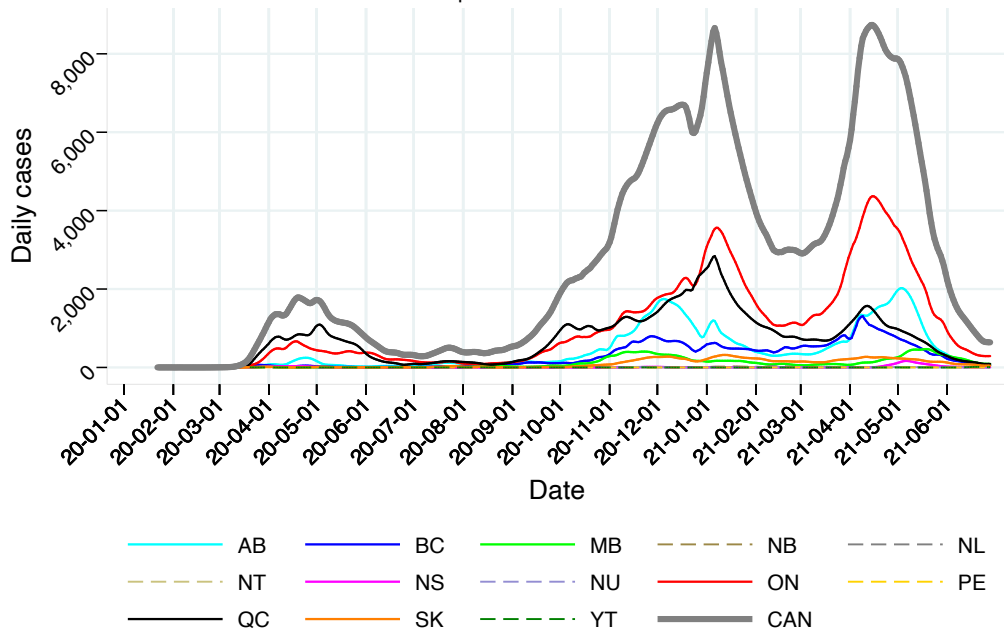 Daily cases
8,000
6,000
4,000
2,000
0
20-01-01 20-02-01 20-03-01 20-04-01 20-05-01 20-06-01 20-07-01 20-08-01 20-09-01 20-10-01 20-11-01 20-12-01 21-01-01 21-02-01 21-03-01 21-04-01 21-05-01 21-06-01
Date
AB BC MB NB NL
NT NS NU ON PE
QC SK YT CAN